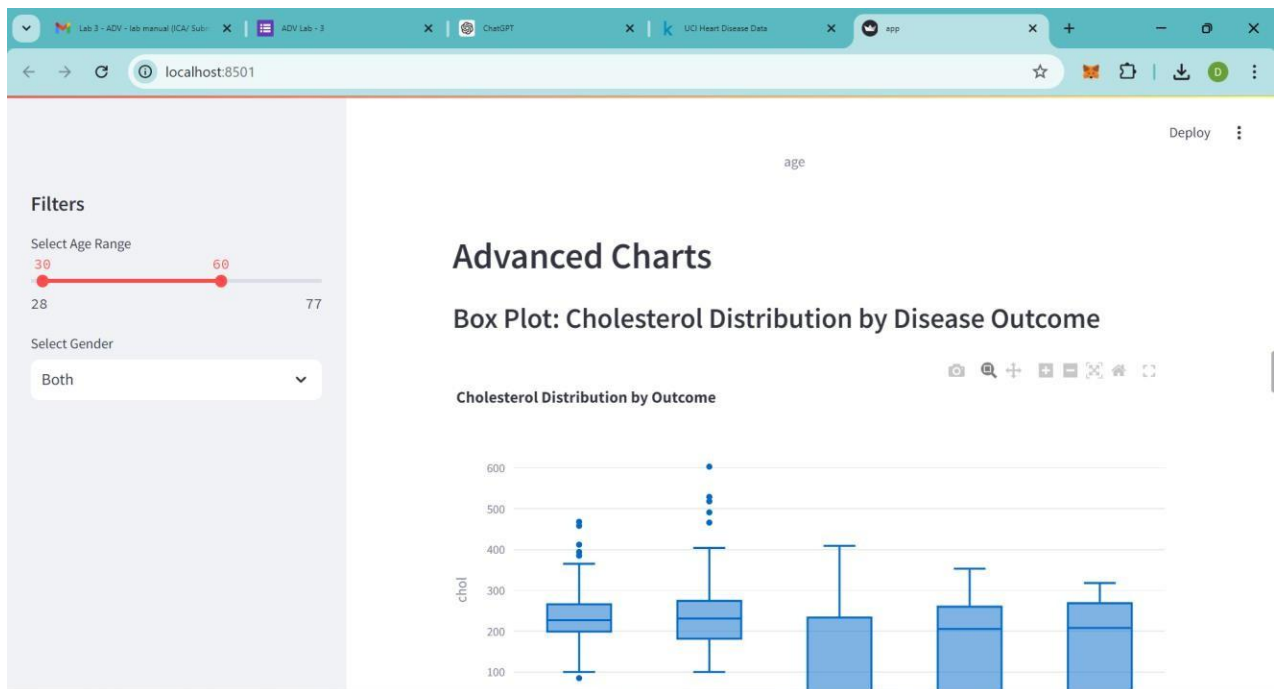 Lab 3 - ADV - lab manual (ICA/ Subm
ADV Lab - 3
ChatGPT
UCI Heart Disease Data
app
localhost:8501
D
Deploy
age
Filters
Select Age Range
30 60
28 77
Select Gender
Both
Advanced Charts
Box Plot: Cholesterol Distribution by Disease Outcome
Cholesterol Distribution by Outcome
600
500
400
chol
300
200
100